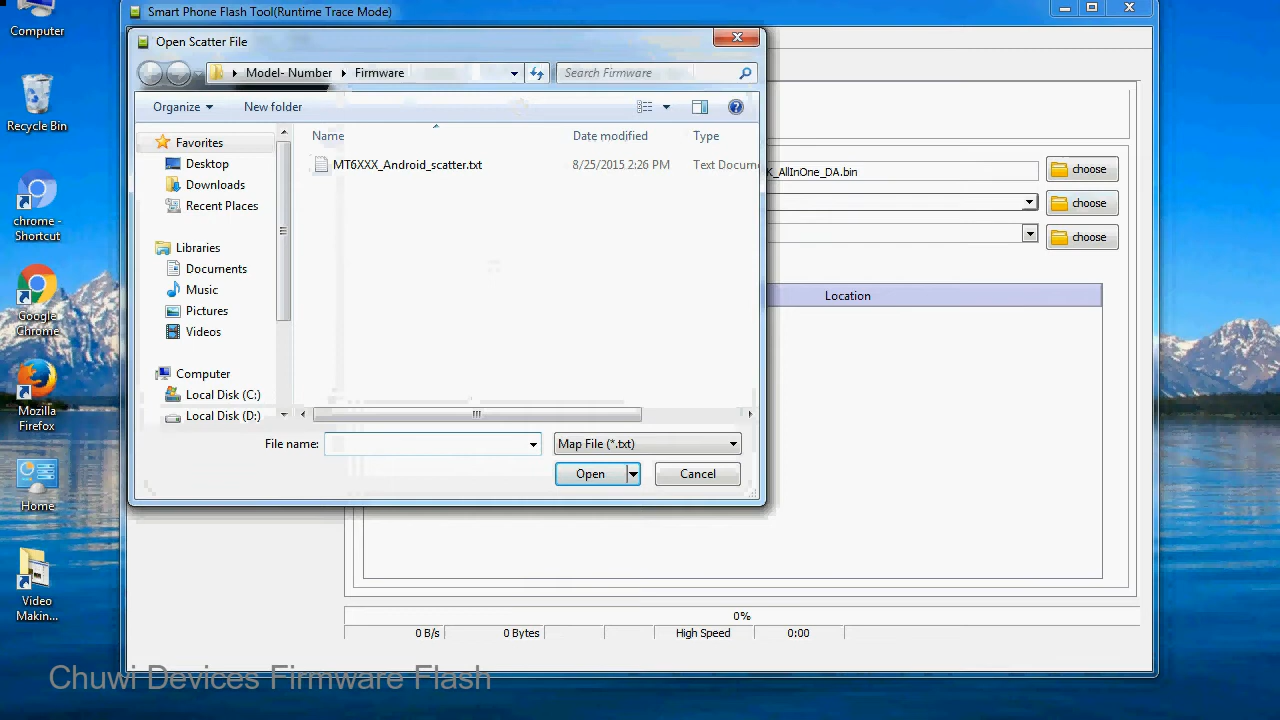 Smart Phone Flash Tool(Runtime Trace Mode)
Computer
Recycle Bin
chrome -
Shortcut
Google
Chrome
Mozilla
Firefox
Home
Video
Makin...
Open Scatter File
Model- Number
Firmware
Search Firmware
Organize
New folder
Favorites
Desktop
Downloads
Recent Places
Libraries
Documents
Music
Pictures
Videos
Computer
Local Disk (C:)
Local Disk (D:)
Name
Date modified
Type
MT6XXX_Android_scatter.txt
8/25/2015 2:26 PM
Text Docum
File name:
Map File (*.txt)
Open
Cancel
K_AllInOne_DA.bin
choose
choose
choose
Location
0%
0 B/s
0 Bytes
High Speed
0:00
Chuwi Devices Firmware Flash